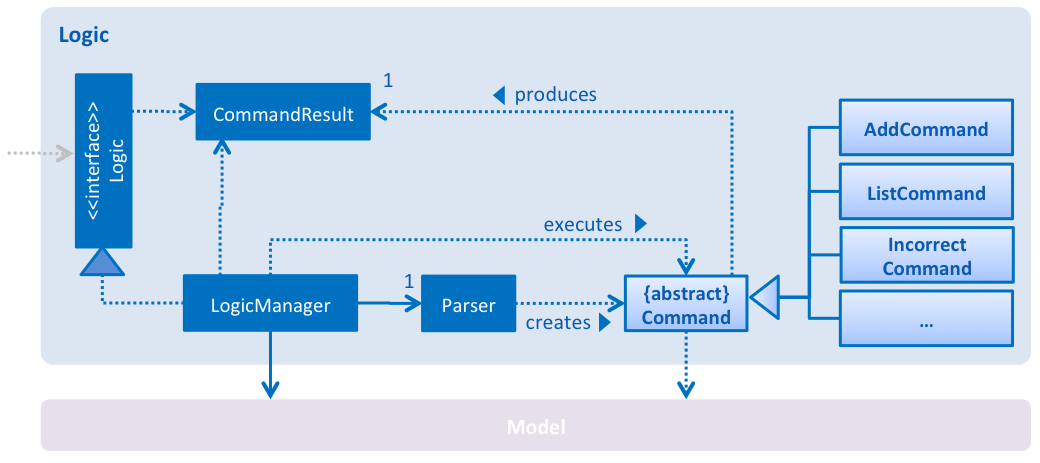 Logic
<<interface>>
Logic
CommandResult
1
produces
AddCommand
ListCommand
executes
Incorrect
Command
LogicManager
1
Parser
creates
{abstract}
Command
...
Model